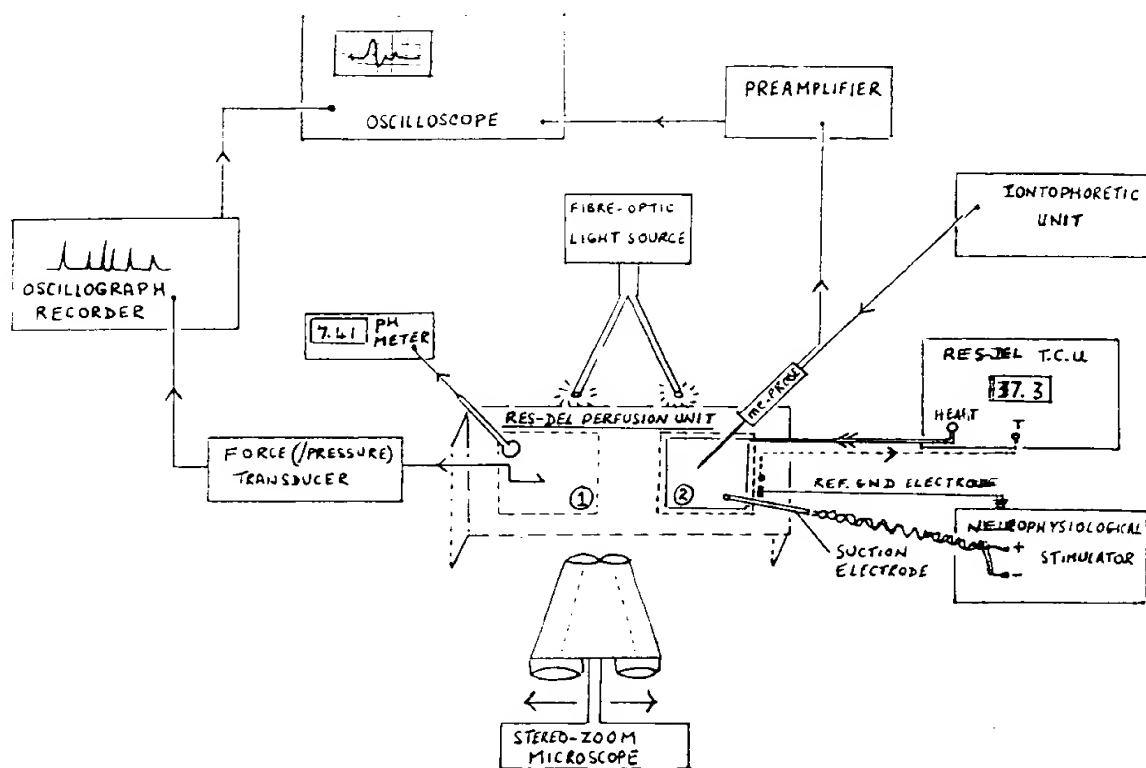 OSCILLOSCOPE
PREAMPLIFIER
FIBRE-OPTIC
LIGHT SOURCE
IONTOPHORETIC
UNIT
OSCILLOGRAPH
RECORDER
7.41 PH
METER
ME-PROBE
RES-DEL T.C.U
37.3
HEAT
T
RES-DEL PERFUSION UNIT
FORCE(/PRESSURE)
TRANSDUCER
1
2
REF. GND ELECTRODE
SUCTION
ELECTRODE
NEUROPHYSIOLOGICAL
STIMULATOR
+
-
STEREO-ZOOM
MICROSCOPE